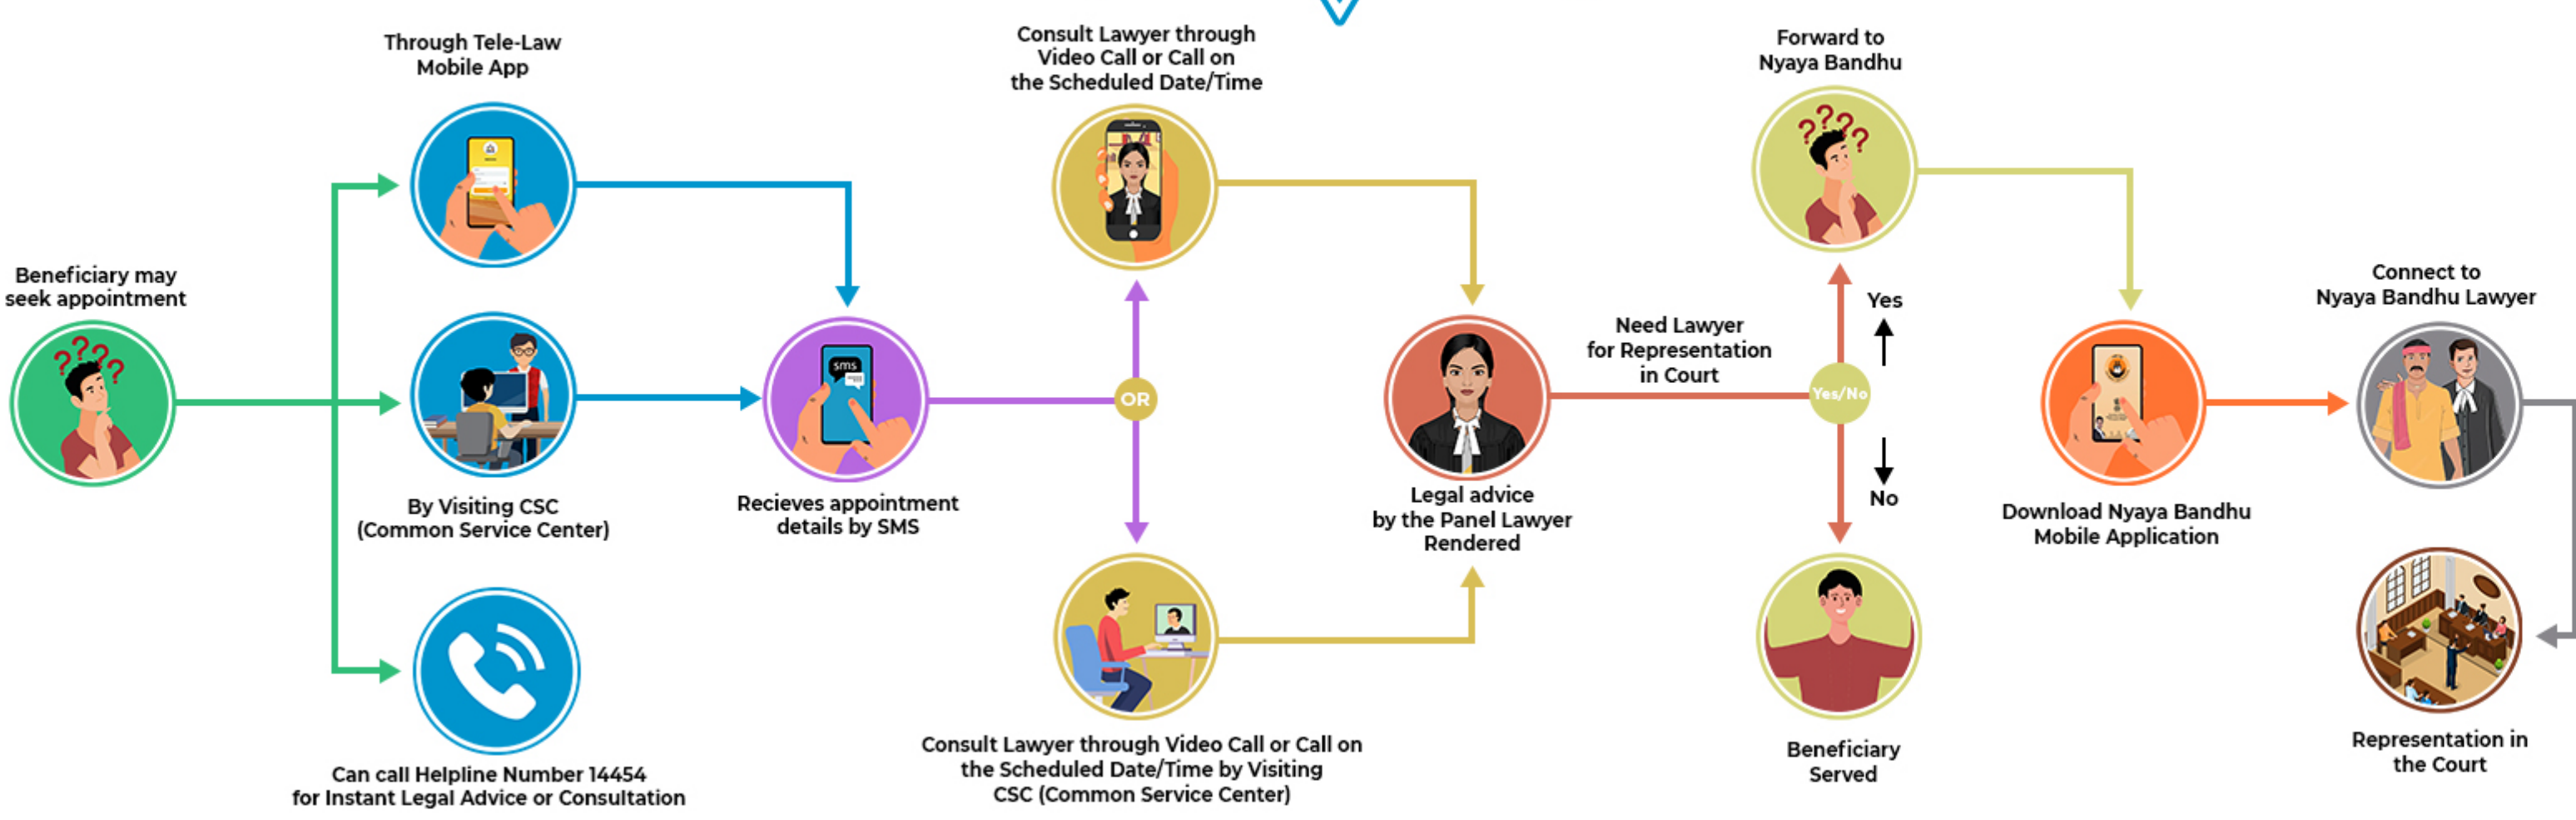 Beneficiary may
seek appointment
Through Tele-Law
Mobile App
By Visiting CSC
(Common Service Center)
Can call Helpline Number 14454
for Instant Legal Advice or Consultation
sms
Recieves appointment
details by SMS
OR
Consult Lawyer through
Video Call or Call on
the Scheduled Date/Time
Consult Lawyer through Video Call or Call on
the Scheduled Date/Time by Visiting
CSC (Common Service Center)
Legal advice
by the Panel Lawyer
Rendered
Need Lawyer
for Representation
in Court
Yes/No
Yes
No
Forward to
Nyaya Bandhu
Beneficiary
Served
Download Nyaya Bandhu
Mobile Application
Connect to
Nyaya Bandhu Lawyer
Representation in
the Court